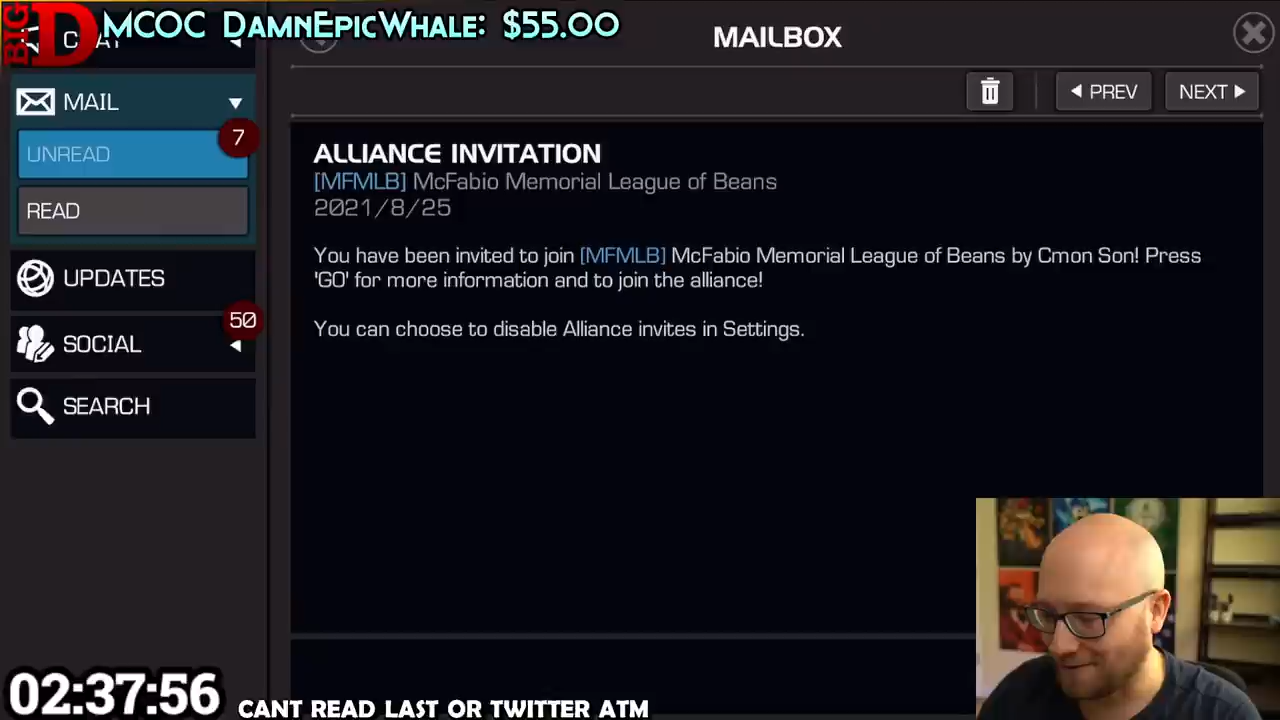 BIG D
MCOC DamnEpicWhale: $55.00
MAILBOX
MAIL
7
UNREAD
READ
UPDATES
50
SOCIAL
SEARCH
◀ PREV
NEXT ▶
ALLIANCE INVITATION
[MFMLB] McFabio Memorial League of Beans
2021/8/25
You have been invited to join [MFMLB] McFabio Memorial League of Beans by Cmon Son! Press
'GO' for more information and to join the alliance!
You can choose to disable Alliance invites in Settings.
02:37:56
CANT READ LAST OR TWITTER ATM